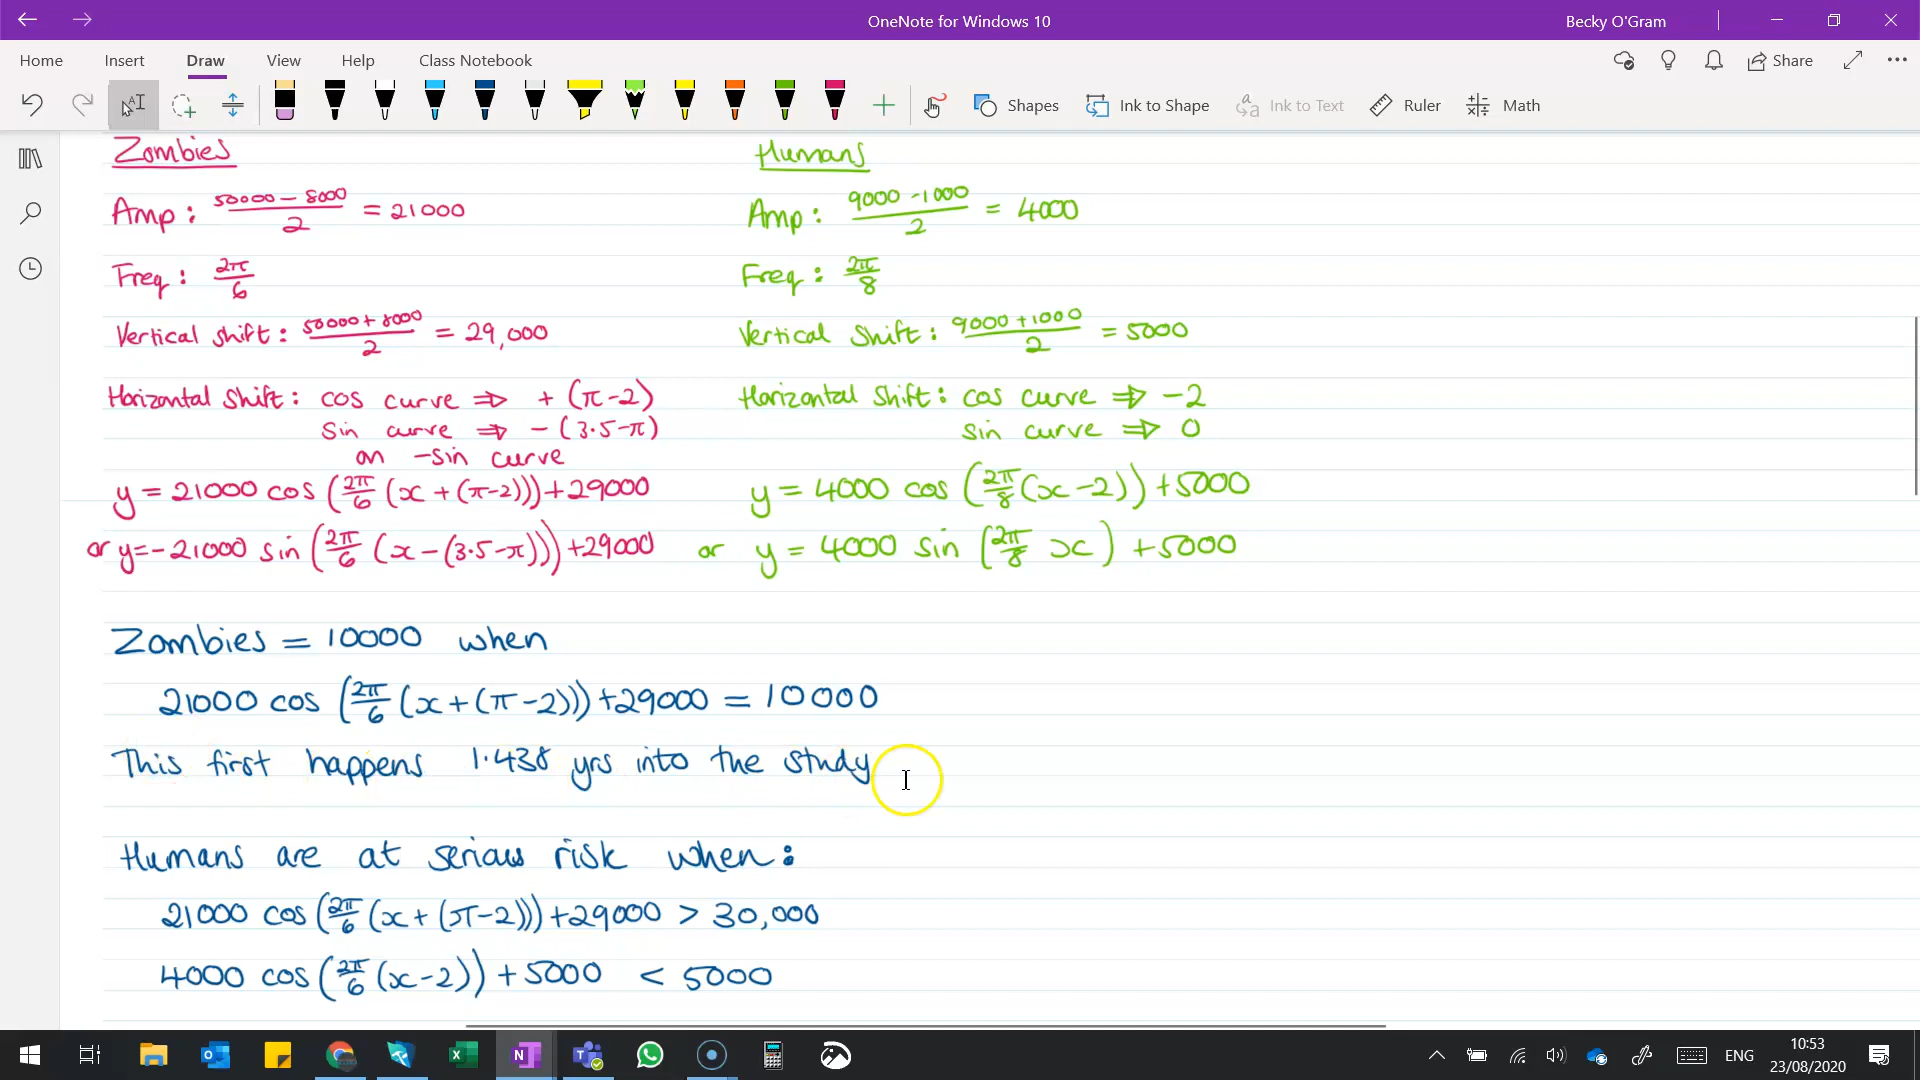 OneNote for Windows 10
Becky O'Gram
Home Insert Draw View Help Class Notebook
Share
Shapes Ink to Shape Ink to Text Ruler Math
Zombies
Amp: (50000 - 8000)/2 = 21000
Freq: 2π/6
Vertical shift: (50000 + 8000)/2 = 29,000
Horizontal Shift: cos curve ⇒ + (π-2)
sin curve ⇒ - (3.5-π)
on -sin curve
y = 21000 cos (2π/6 (x + (π-2))) + 29000
or y = -21000 sin (2π/6 (x - (3.5-π))) + 29000
Humans
Amp: (9000 - 1000)/2 = 4000
Freq: 2π/8
Vertical Shift: (9000 + 1000)/2 = 5000
Horizontal Shift: cos curve ⇒ -2
sin curve ⇒ 0
y = 4000 cos (2π/8 (x - 2)) + 5000
or y = 4000 sin (2π/8 x) + 5000
Zombies = 10000 when
21000 cos (2π/6 (x + (π-2))) + 29000 = 10000
This first happens 1.438 yrs into the study
Humans are at serious risk when:
21000 cos (2π/6 (x + (π-2))) + 29000 > 30,000
4000 cos (2π/6 (x - 2)) + 5000 < 5000
ENG
10:53
23/08/2020